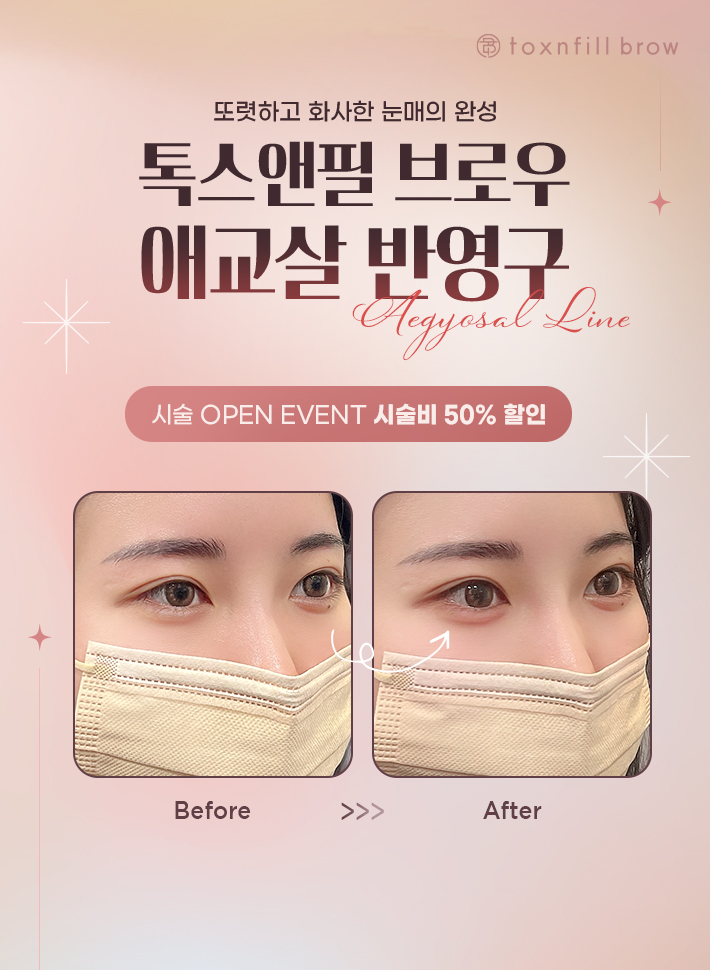 toxnfill brow
또렷하고 화사한 눈매의 완성
톡스앤필 브로우
애교살 반영구
Aegyosal Line
시술 OPEN EVENT 시술비 50% 할인
Before >>> After